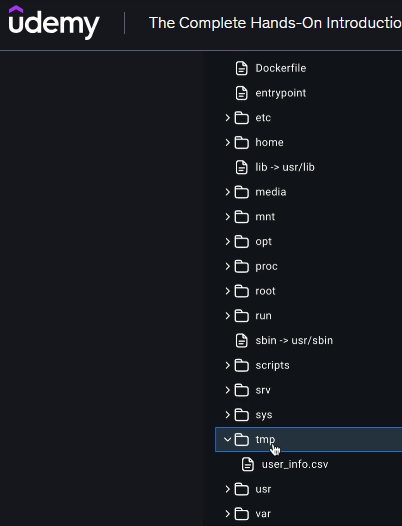 udemy
The Complete Hands-On Introductio
Dockerfile
entrypoint
etc
home
lib -> usr/lib
media
mnt
opt
proc
root
run
sbin -> usr/sbin
scripts
srv
sys
tmp
user_info.csv
usr
var